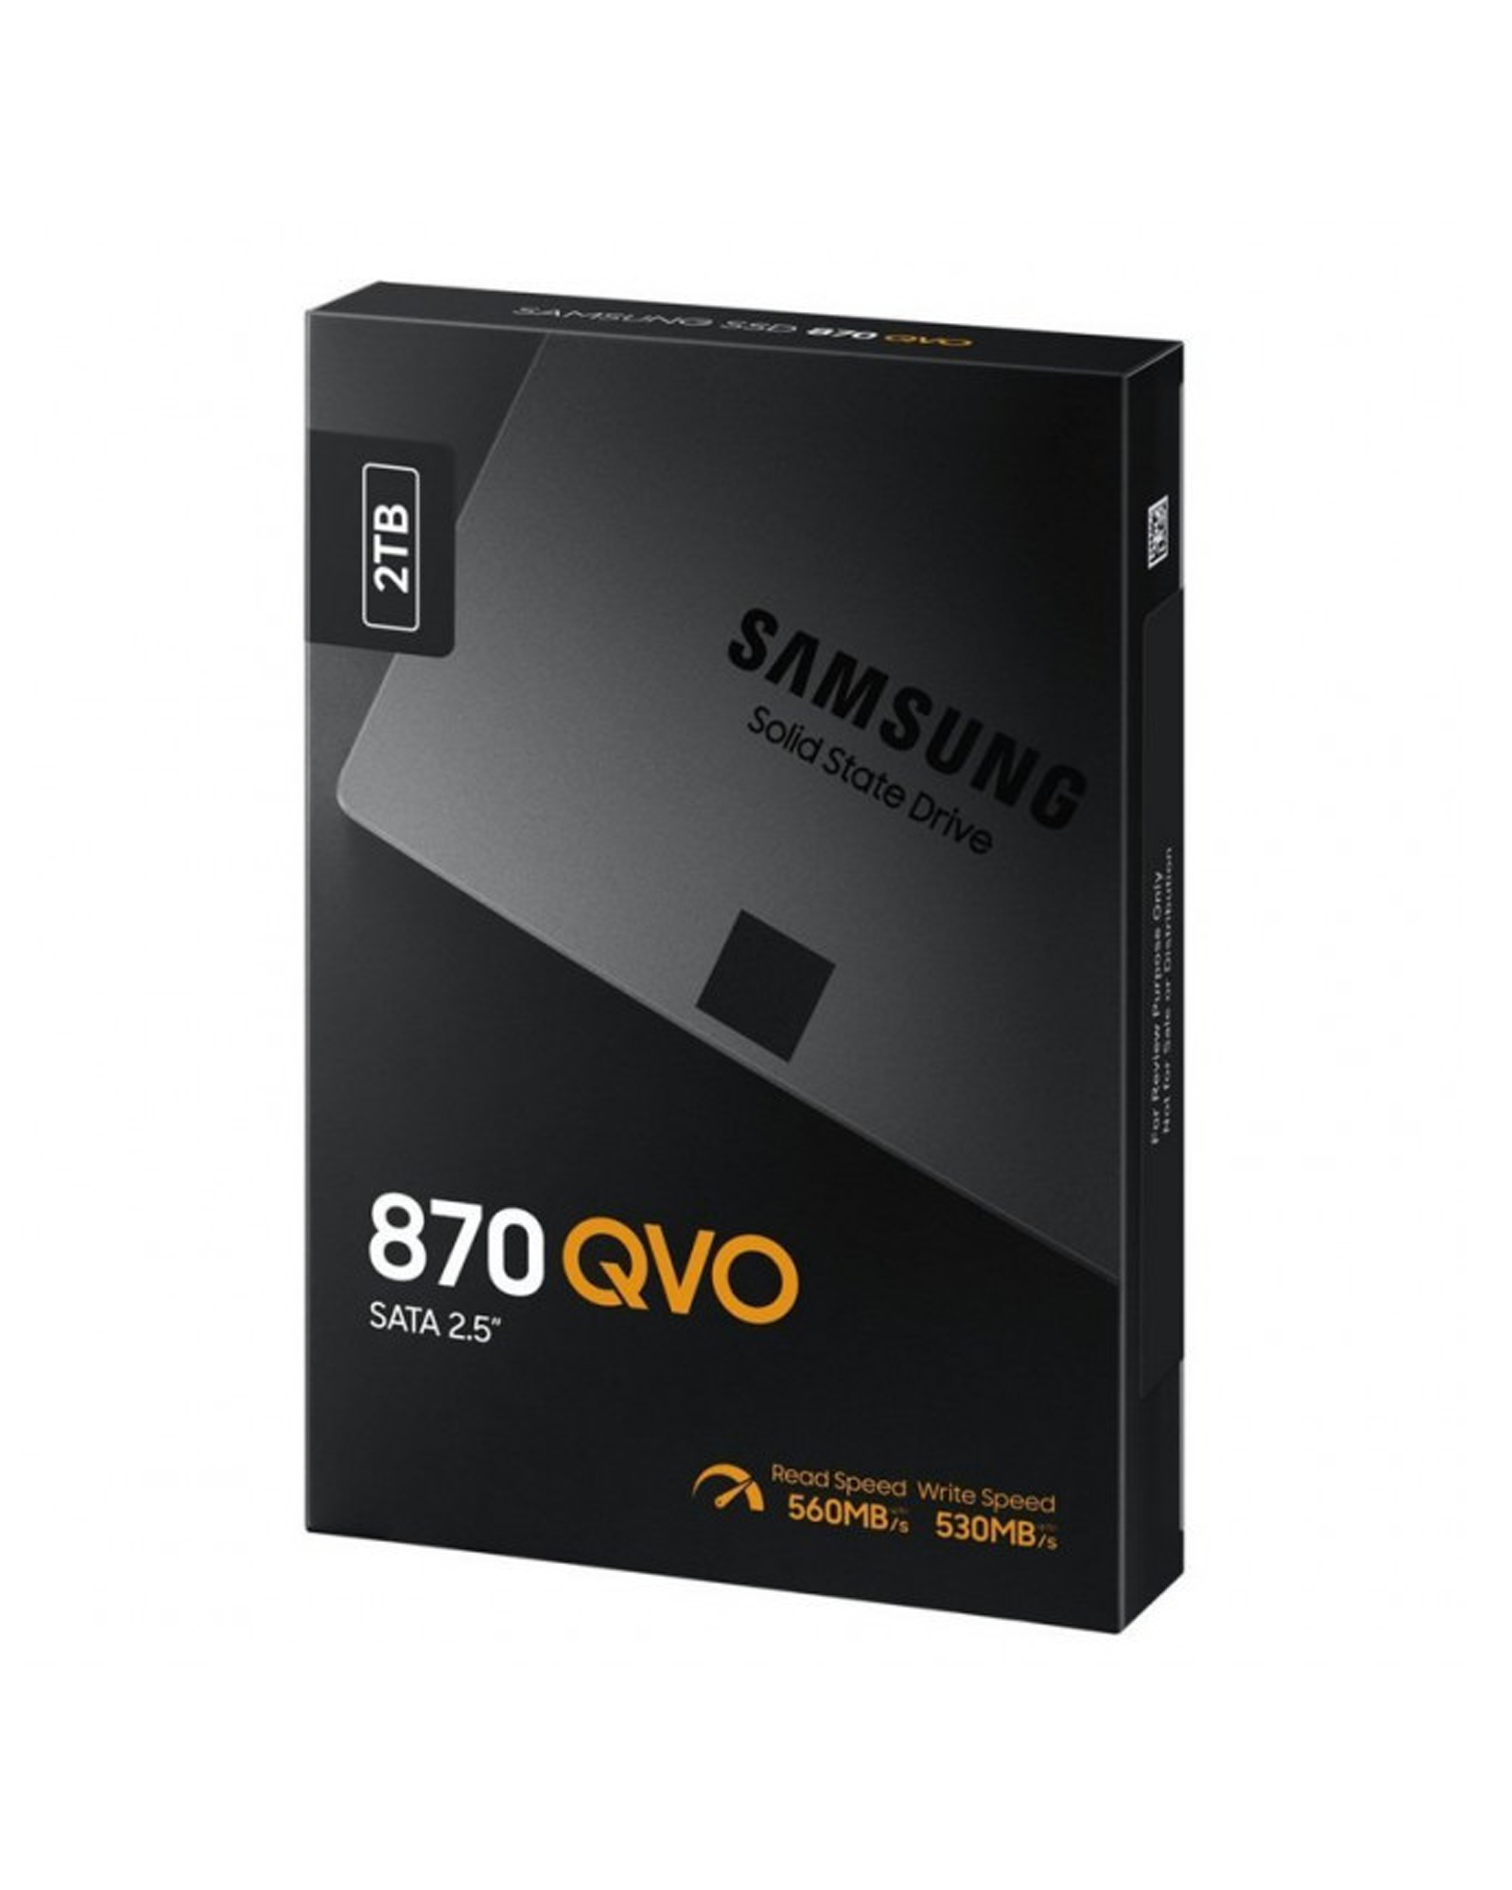 SAMSUNG SSD 870 QVO
2TB
SAMSUNG
Solid State Drive
For Review Purpose Only
Not for Sale or Distribution
870 QVO
SATA 2.5"
Read Speed Write Speed
560MB/s 530MB/s